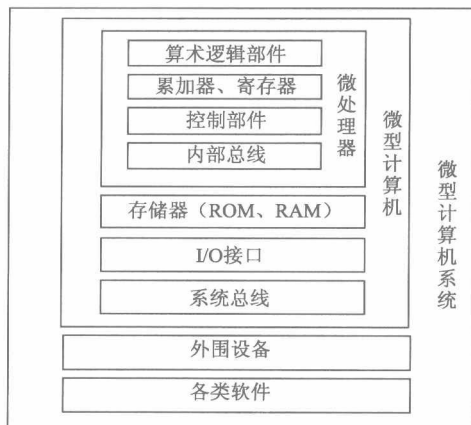 算术逻辑部件
累加器、寄存器
控制部件
内部总线
微处理器
存储器（ROM、RAM）
I/O接口
系统总线
微型计算机
外围设备
各类软件
微型计算机系统